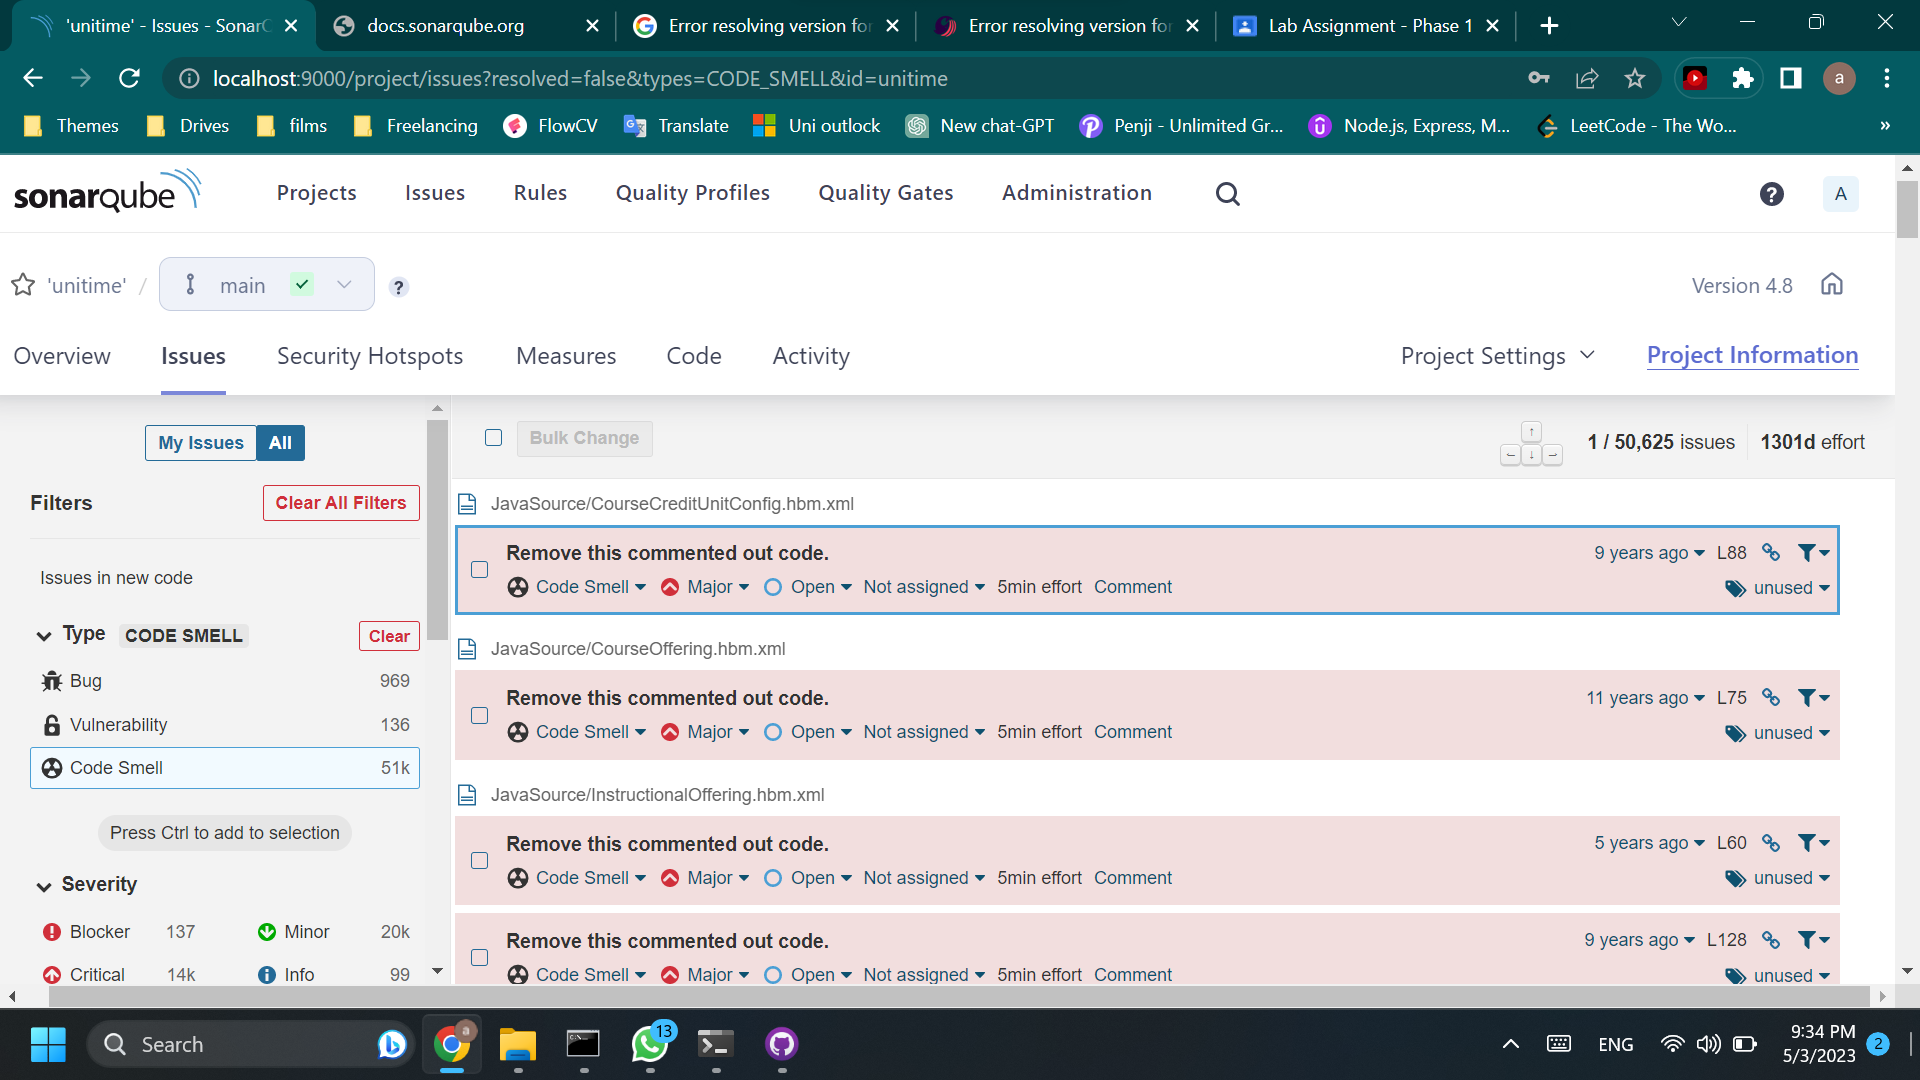 'unitime' - Issues - SonarQ
docs.sonarqube.org
Error resolving version for
Error resolving version for
Lab Assignment - Phase 1
localhost:9000/project/issues?resolved=false&types=CODE_SMELL&id=unitime
a
Themes
Drives
films
Freelancing
FlowCV
Translate
Uni outlock
New chat-GPT
Penji - Unlimited Gr...
Node.js, Express, M...
LeetCode - The Wo...
»
sonarqube
Projects
Issues
Rules
Quality Profiles
Quality Gates
Administration
?
A
'unitime' /
main
?
Version 4.8
Overview
Issues
Security Hotspots
Measures
Code
Activity
Project Settings
Project Information
My Issues
All
Bulk Change
1 / 50,625 issues
1301d effort
Filters
Clear All Filters
Issues in new code
Type CODE SMELL
Clear
Bug 969
Vulnerability 136
Code Smell 51k
Press Ctrl to add to selection
Severity
Blocker 137
Minor 20k
Critical 14k
Info 99
JavaSource/CourseCreditUnitConfig.hbm.xml
Remove this commented out code.
9 years ago L88
Code Smell Major Open Not assigned 5min effort Comment
unused
JavaSource/CourseOffering.hbm.xml
Remove this commented out code.
11 years ago L75
Code Smell Major Open Not assigned 5min effort Comment
unused
JavaSource/InstructionalOffering.hbm.xml
Remove this commented out code.
5 years ago L60
Code Smell Major Open Not assigned 5min effort Comment
unused
Remove this commented out code.
9 years ago L128
Code Smell Major Open Not assigned 5min effort Comment
unused
Search
a
13
ENG
9:34 PM
5/3/2023
2